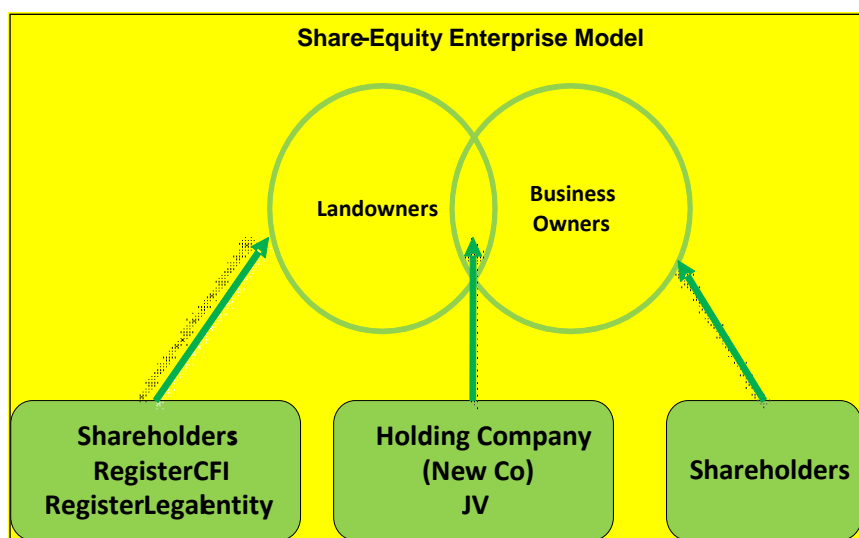 Share-Equity Enterprise Model
Landowners
Business
Owners
Shareholders
RegisterCFI
RegisterLegalentity
Holding Company
(New Co)
JV
Shareholders